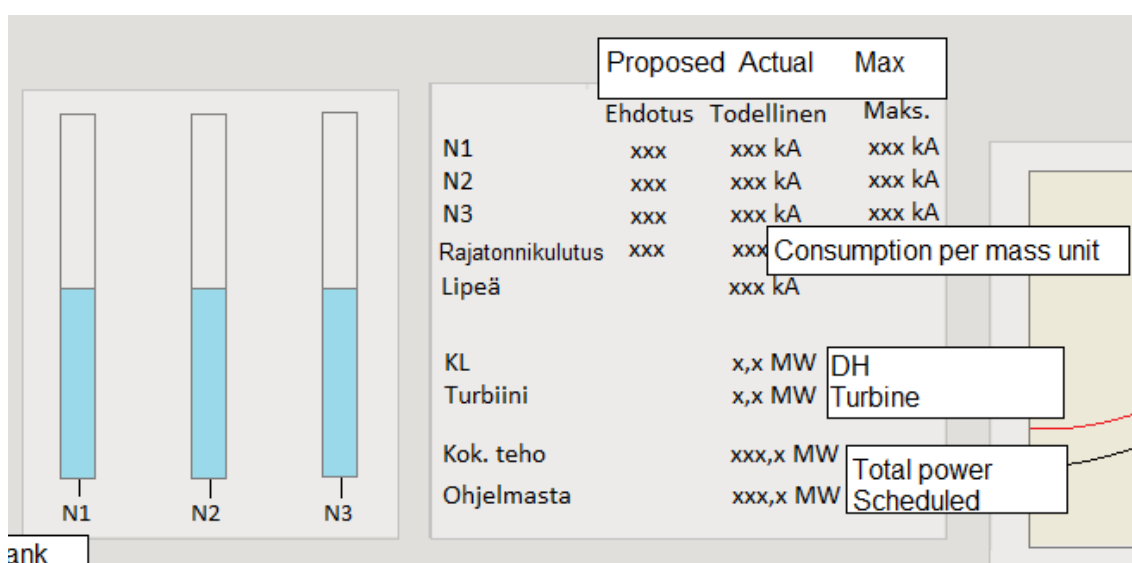 Proposed Actual Max
Ehdotus Todellinen Maks.
N1 xxx xxx kA xxx kA
N2 xxx xxx kA xxx kA
N3 xxx xxx kA xxx kA
Rajatonnikulutus xxx xxx Consumption per mass unit
Lipeä xxx kA
KL x,x MW DH
Turbiini x,x MW Turbine
Kok. teho xxx,x MW Total power
Ohjelmasta xxx,x MW Scheduled
N1 N2 N3
ank